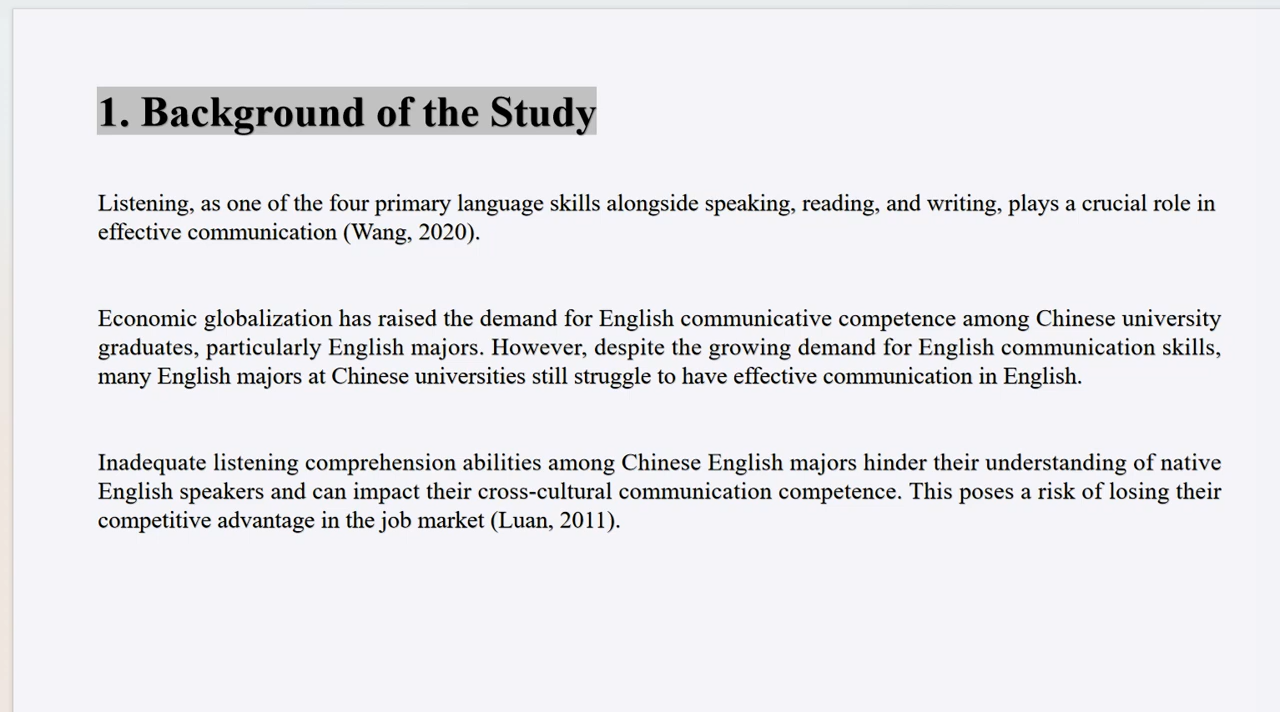 1. Background of the Study
Listening, as one of the four primary language skills alongside speaking, reading, and writing, plays a crucial role in
effective communication (Wang, 2020).
Economic globalization has raised the demand for English communicative competence among Chinese university
graduates, particularly English majors. However, despite the growing demand for English communication skills,
many English majors at Chinese universities still struggle to have effective communication in English.
Inadequate listening comprehension abilities among Chinese English majors hinder their understanding of native
English speakers and can impact their cross-cultural communication competence. This poses a risk of losing their
competitive advantage in the job market (Luan, 2011).